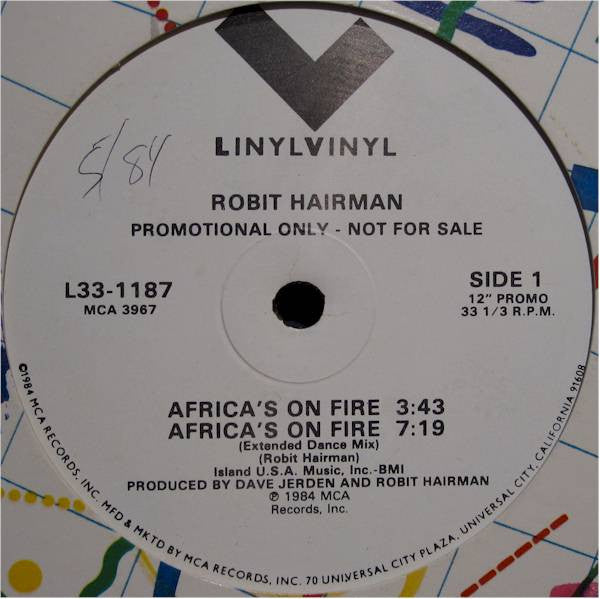 LINYLVINYL
5/84
ROBIT HAIRMAN
PROMOTIONAL ONLY - NOT FOR SALE
L33-1187
MCA 3967
SIDE 1
12" PROMO
33 1/3 R.P.M.
AFRICA'S ON FIRE 3:43
AFRICA'S ON FIRE 7:19
(Extended Dance Mix)
(Robit Hairman)
Island U.S.A. Music, Inc.-BMI
PRODUCED BY DAVE JERDEN AND ROBIT HAIRMAN
℗ 1984 MCA
Records, Inc.
©1984 MCA RECORDS, INC. MFD & MKTD BY MCA RECORDS, INC. 70 UNIVERSAL CITY PLAZA, UNIVERSAL CITY, CALIFORNIA 91608